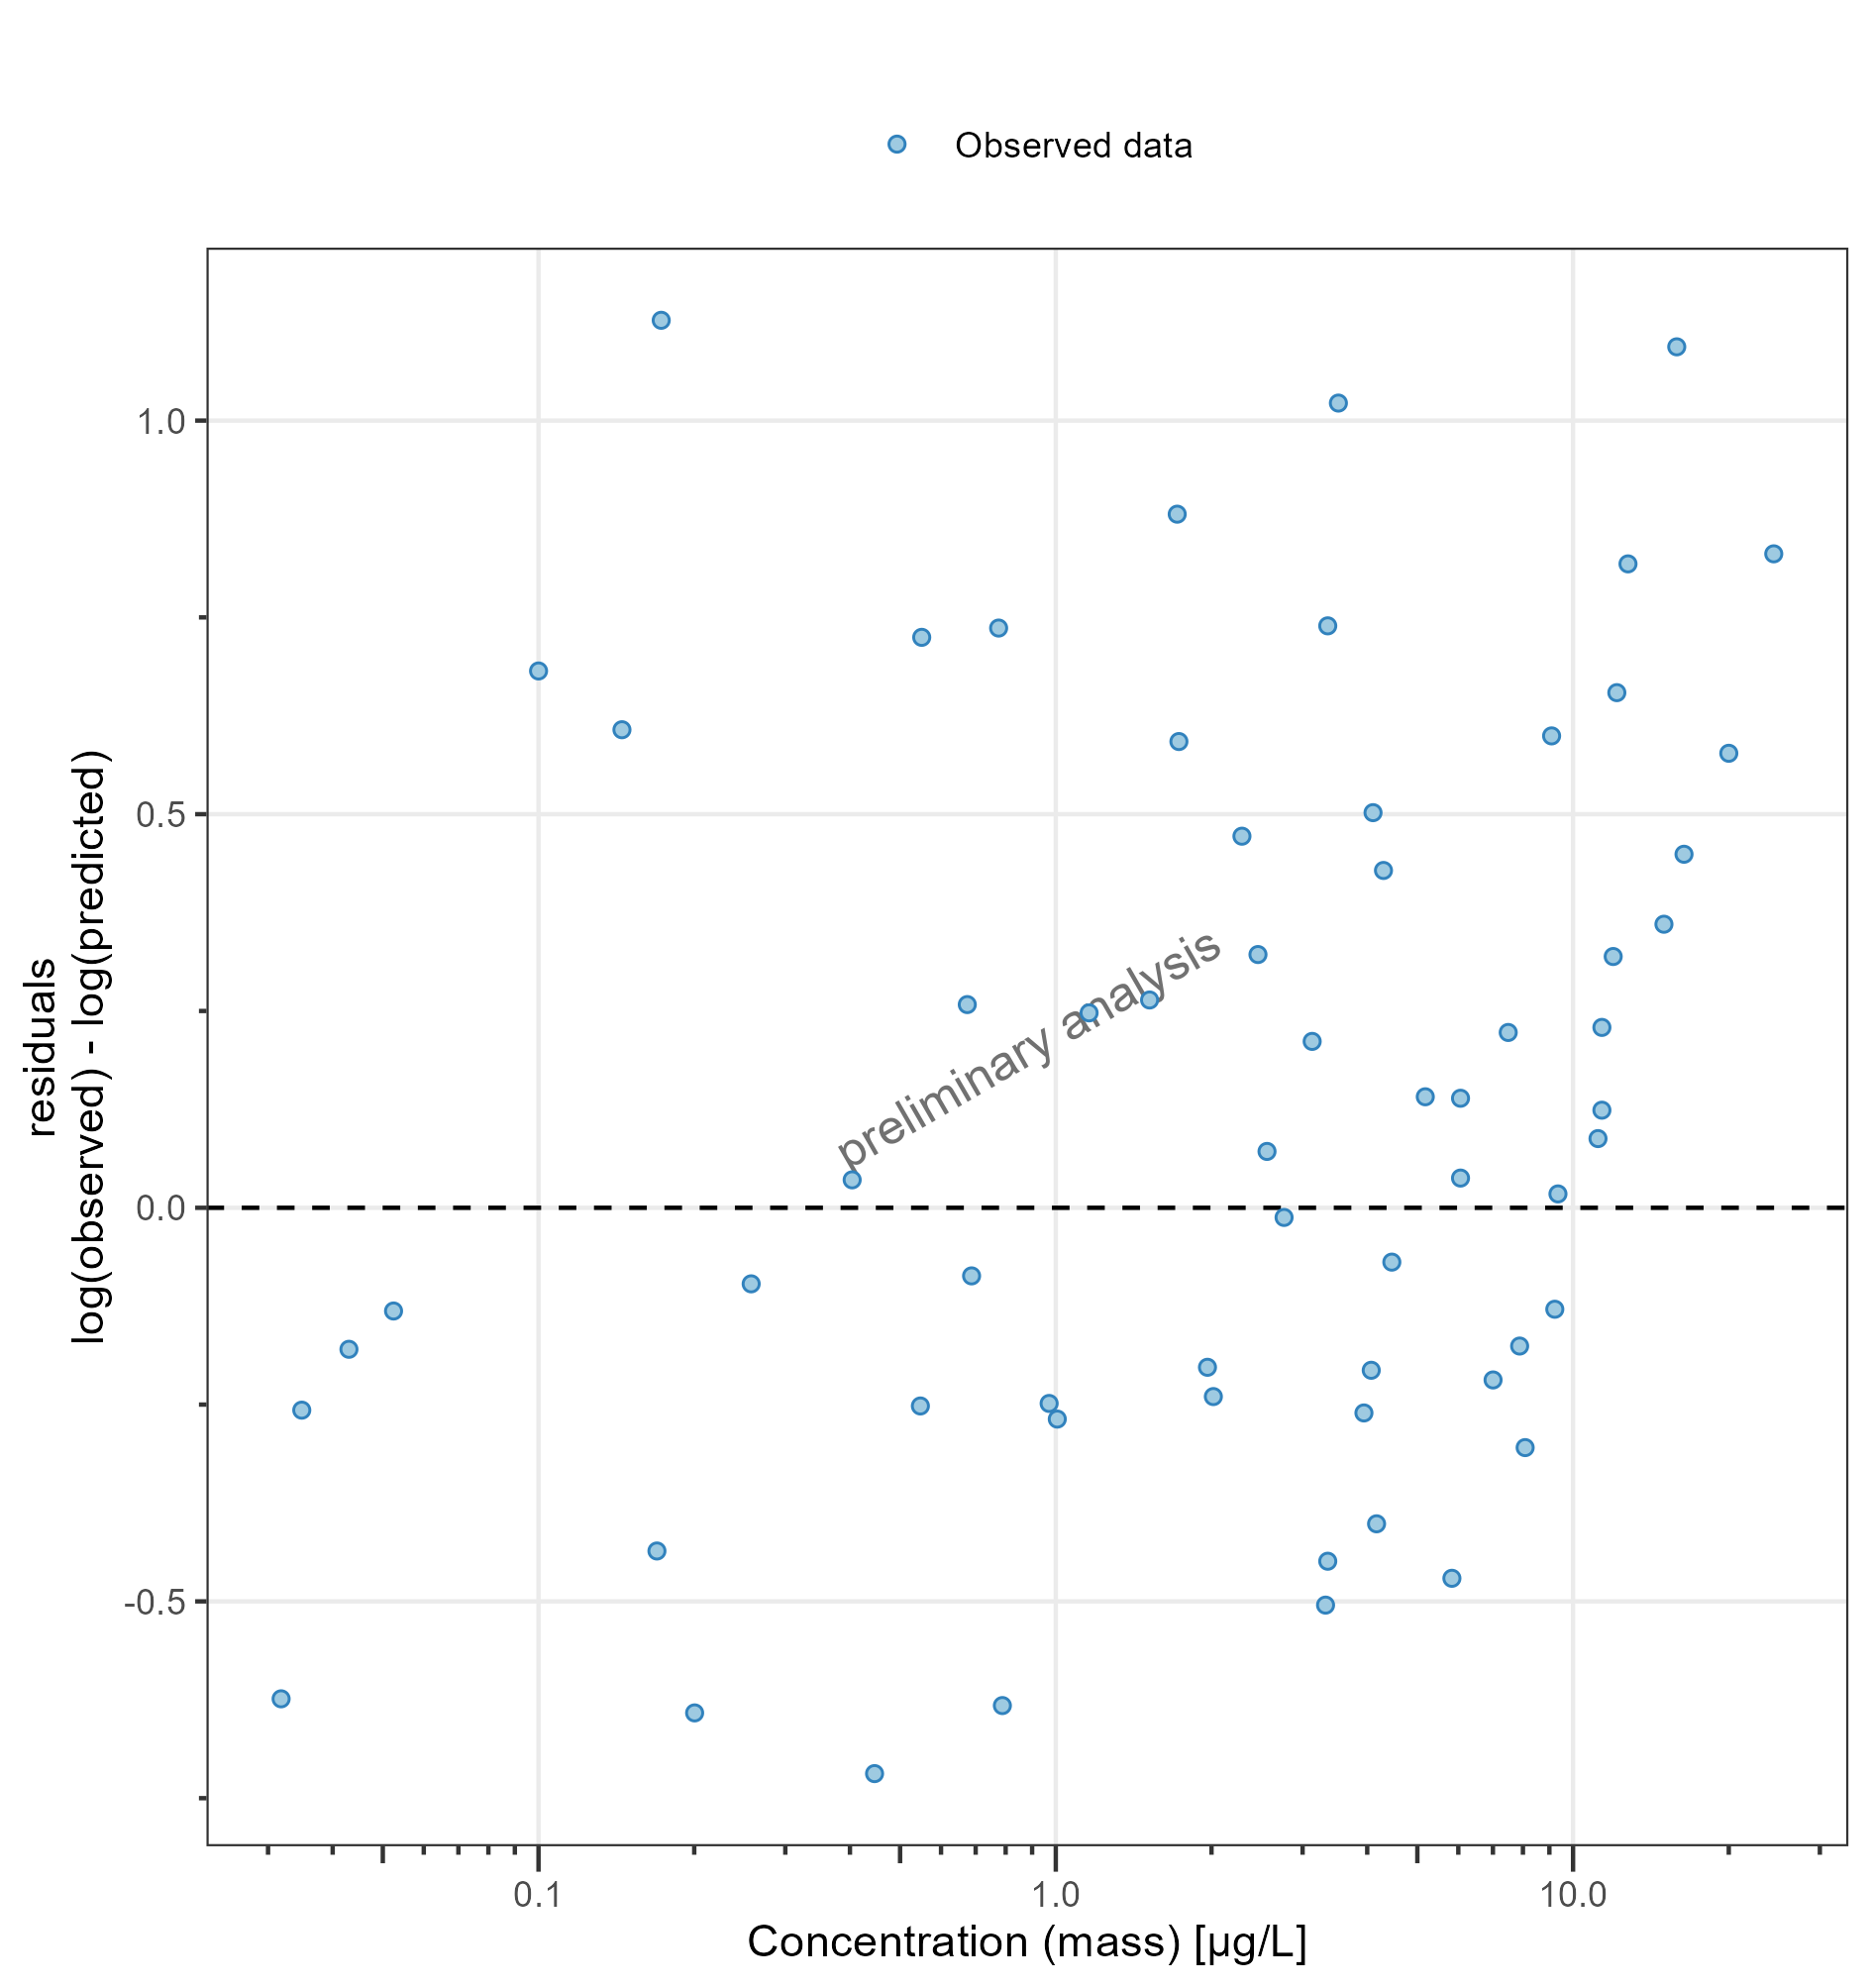 Observed data
residuals
log(observed) - log(predicted)
1.0
0.5
0.0
-0.5
preliminary analysis
0.1
1.0
10.0
Concentration (mass) [µg/L]